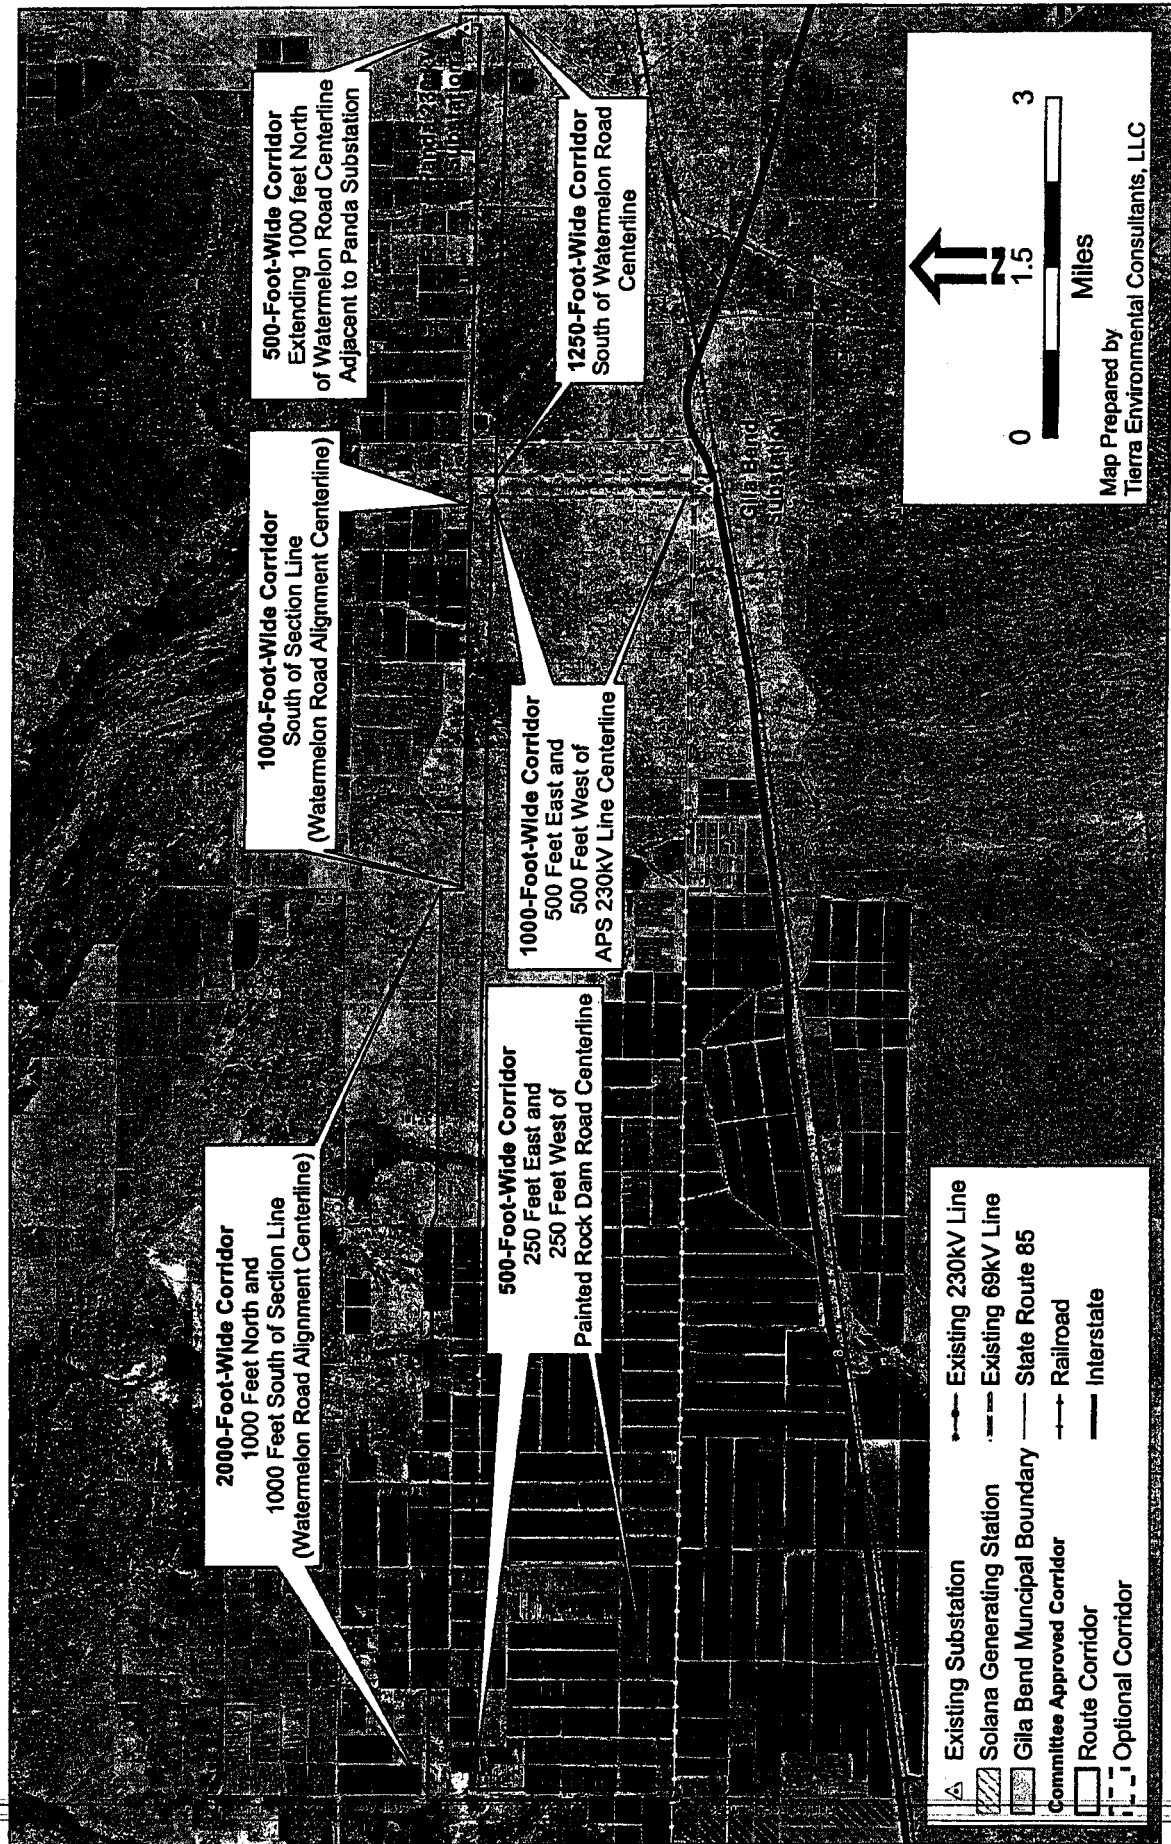 2000-Foot-Wide Corridor
1000 Feet North and
1000 Feet South of Section Line
(Watermelon Road Alignment Centerline)
1000-Foot-Wide Corridor
South of Section Line
(Watermelon Road Alignment Centerline)
500-Foot-Wide Corridor
Extending 1000 feet North
of Watermelon Road Centerline
Adjacent to Panda Substation
Panda 230kV
Substation
500-Foot-Wide Corridor
250 Feet East and
250 Feet West of
Painted Rock Dam Road Centerline
1000-Foot-Wide Corridor
500 Feet East and
500 Feet West of
APS 230kV Line Centerline
1250-Foot-Wide Corridor
South of Watermelon Road
Centerline
Gila Bend
Substation
8
Existing Substation
Solana Generating Station
Gila Bend Muncipal Boundary
Committee Approved Corridor
Route Corridor
Optional Corridor
Existing 230kV Line
Existing 69kV Line
State Route 85
Railroad
Interstate
N
0 1.5 3
Miles
Map Prepared by
Tierra Environmental Consultants, LLC